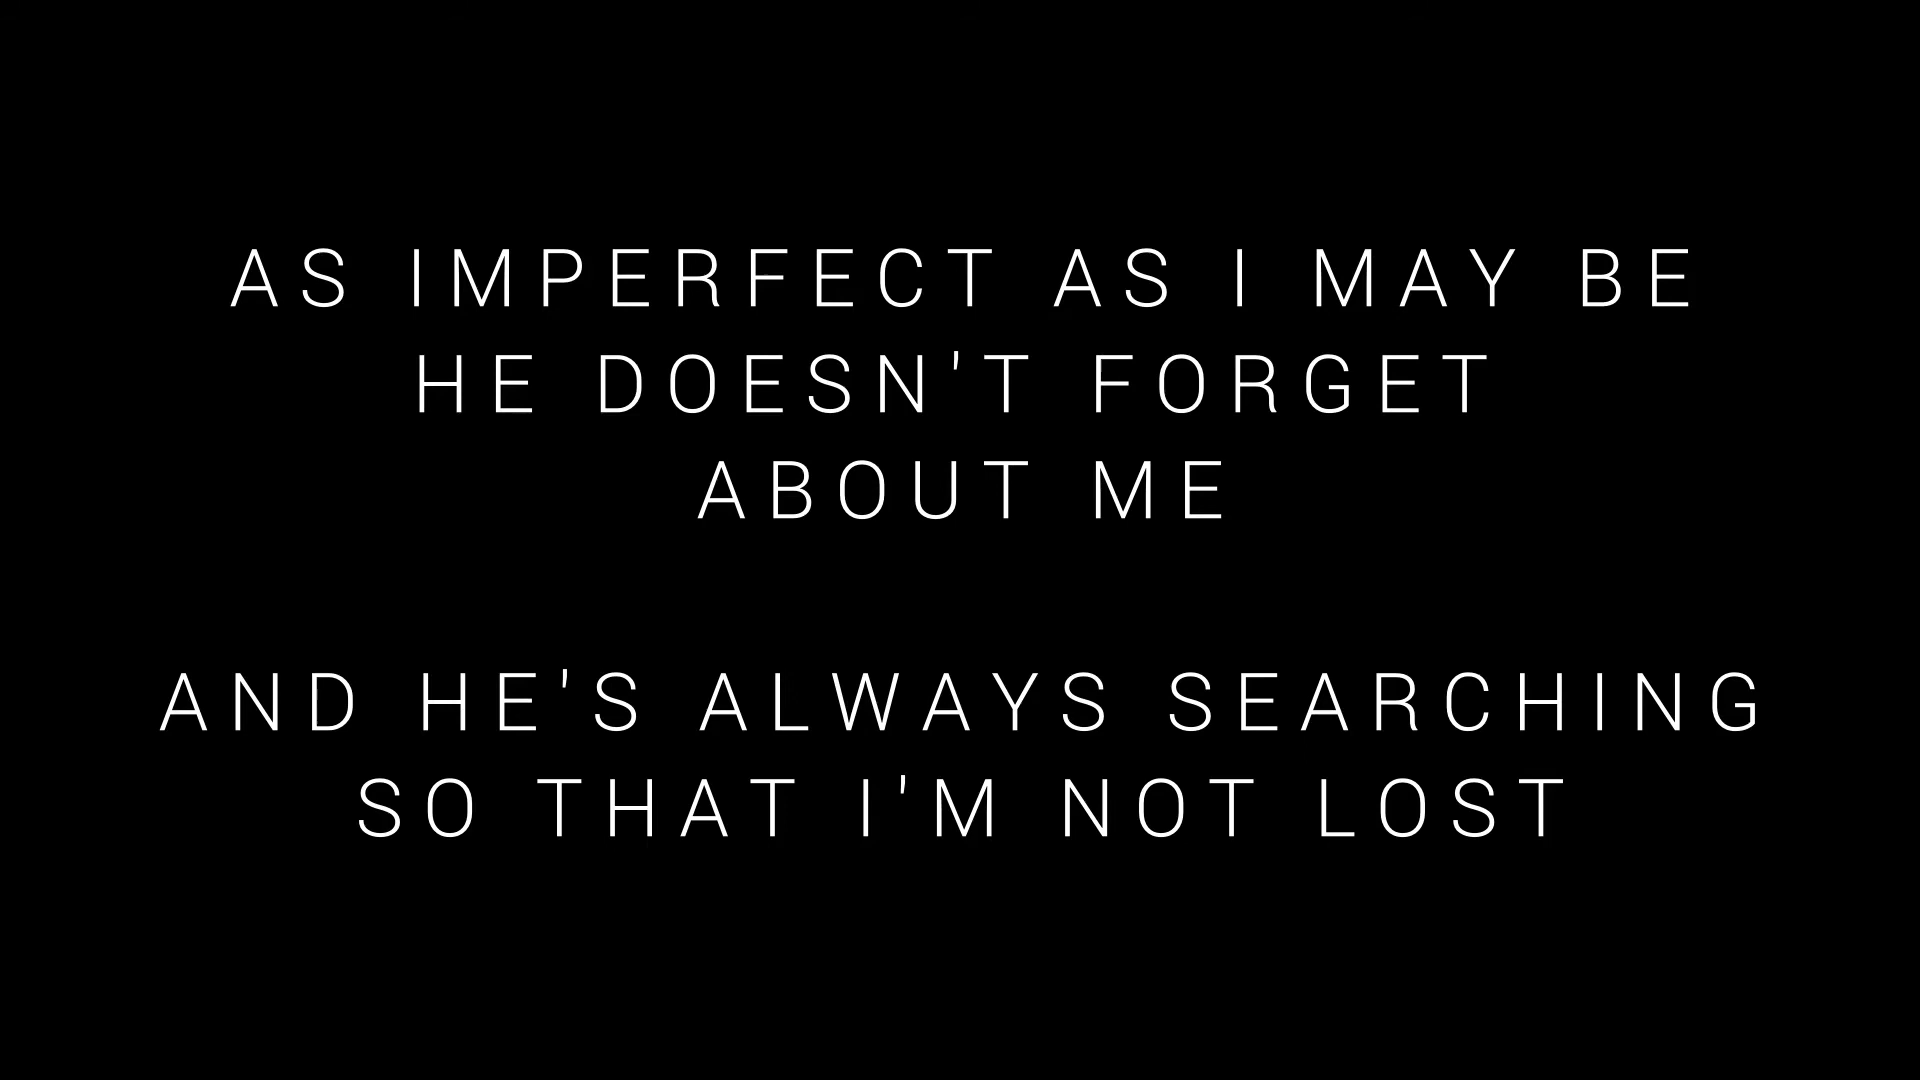 AS IMPERFECT AS I MAY BE
HE DOESN'T FORGET
ABOUT ME
AND HE'S ALWAYS SEARCHING
SO THAT I'M NOT LOST